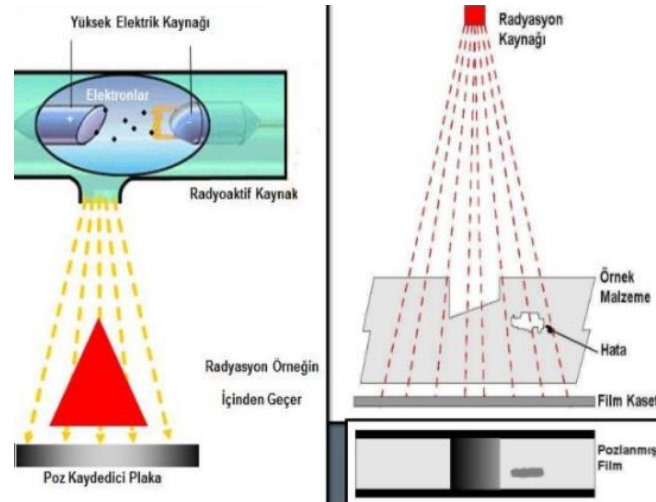 Yüksek Elektrik Kaynağı
Elektronlar
+
-
Radyoaktif Kaynak
Radyasyon Örneğin
İçinden Geçer
Poz Kaydedici Plaka
Radyasyon
Kaynağı
Örnek
Malzeme
Hata
Film Kaset
Pozlanmış
Film